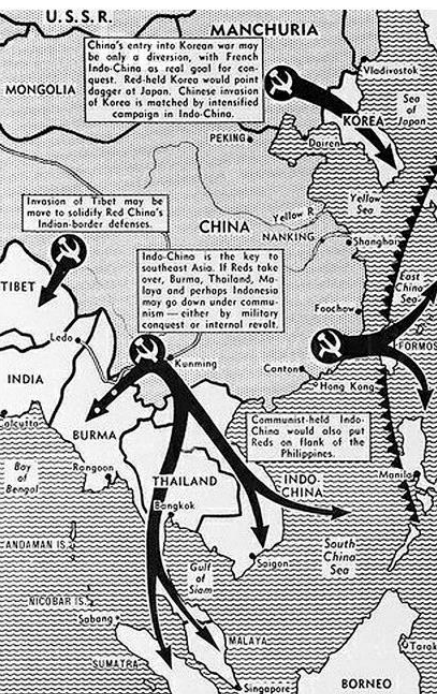 U.S.S.R.
MANCHURIA
China's entry into Korean war may
be only a diversion, with French
Indo-China as real goal for con-
quest. Red-held Korea would point
dagger at Japan. Chinese invasion
of Korea is matched by intensified
campaign in Indo-China.
MONGOLIA
Vladivostok
Sea
of
Japan
KOREA
PEKING
Dairen
Invasion of Tibet may be
move to solidify Red China's
Indian-border defenses.
Yellow
Sea
CHINA
Yellow R
NANKING
Shanghai
Indo-China is the key to
southeast Asia. If Reds take
over, Burma, Thailand, Ma-
laya and perhaps Indonesia
may go down under commu-
nism — either by military
conquest or internal revolt.
TIBET
East
China
Sea
Foochow
Ledo
FORMOS
Kunming
Canton
Hong Kong
INDIA
Calcutta
Communist-held Indo-
China would also put
Reds on flank of the
Philippines.
BURMA
Bay
of
Bengal
Rangoon
THAILAND
INDO-
CHINA
Manila
Bangkok
ANDAMAN IS.
South
China
Sea
Saigon
Gulf
of
Siam
NICOBAR IS.
Sabang
MALAYA
Tarak
SUMATRA
BORNEO
Singapore